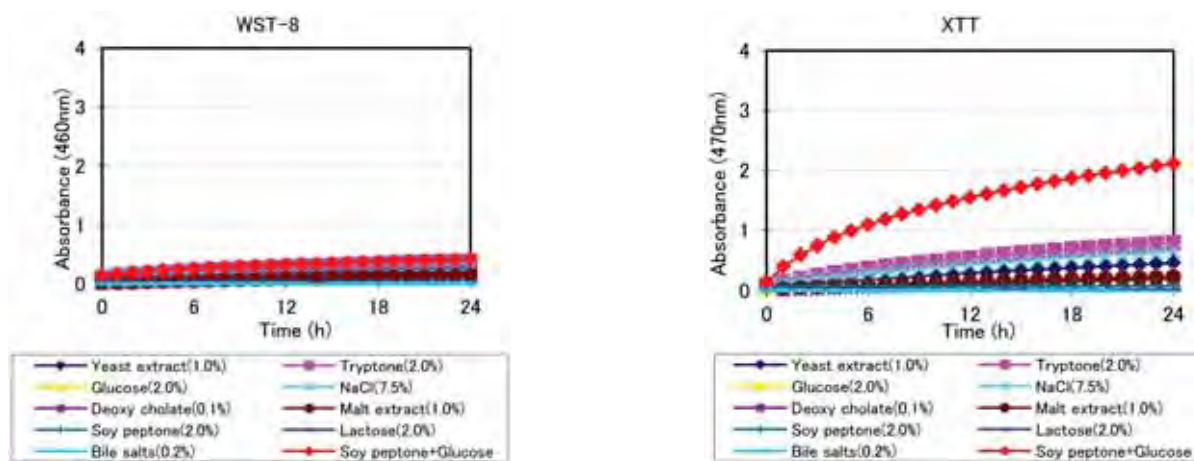 WST-8
Absorbance (460nm)
4
3
2
1
0
0 6 12 18 24
Time (h)
Yeast extract(1.0%) Tryptone(2.0%)
Glucose(2.0%) NaCl(7.5%)
Deoxy cholate(0.1%) Malt extract(1.0%)
Soy peptone(2.0%) Lactose(2.0%)
Bile salts(0.2%) Soy peptone+Glucose
XTT
Absorbance (470nm)
4
3
2
1
0
0 6 12 18 24
Time (h)
Yeast extract(1.0%) Tryptone(2.0%)
Glucose(2.0%) NaCl(7.5%)
Deoxy cholate(0.1%) Malt extract(1.0%)
Soy peptone(2.0%) Lactose(2.0%)
Bile salts(0.2%) Soy peptone+Glucose